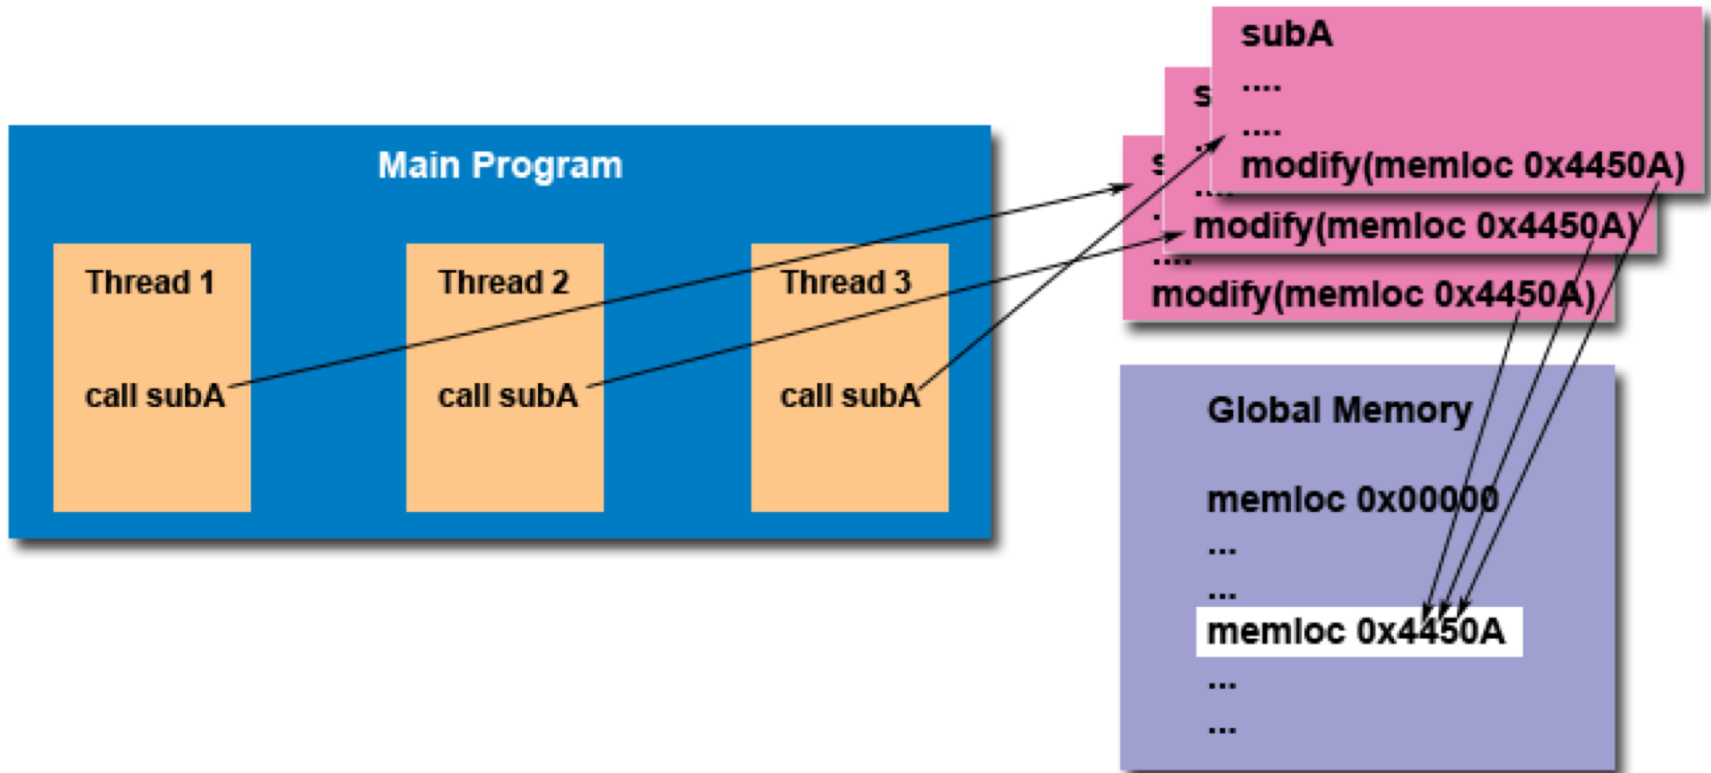 Main Program
Thread 1
call subA
Thread 2
call subA
Thread 3
call subA
subA
....
....
modify(memloc 0x4450A)
s
....
modify(memloc 0x4450A)
s
....
modify(memloc 0x4450A)
Global Memory
memloc 0x00000
...
...
memloc 0x4450A
...
...